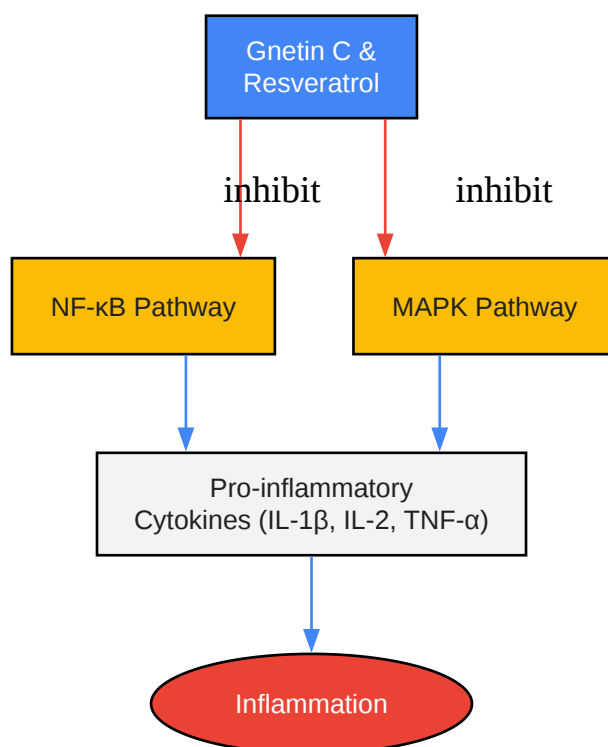 Gnetin C &
Resveratrol
inhibit
inhibit
NF-κB Pathway
MAPK Pathway
Pro-inflammatory
Cytokines (IL-1β, IL-2, TNF-α)
Inflammation